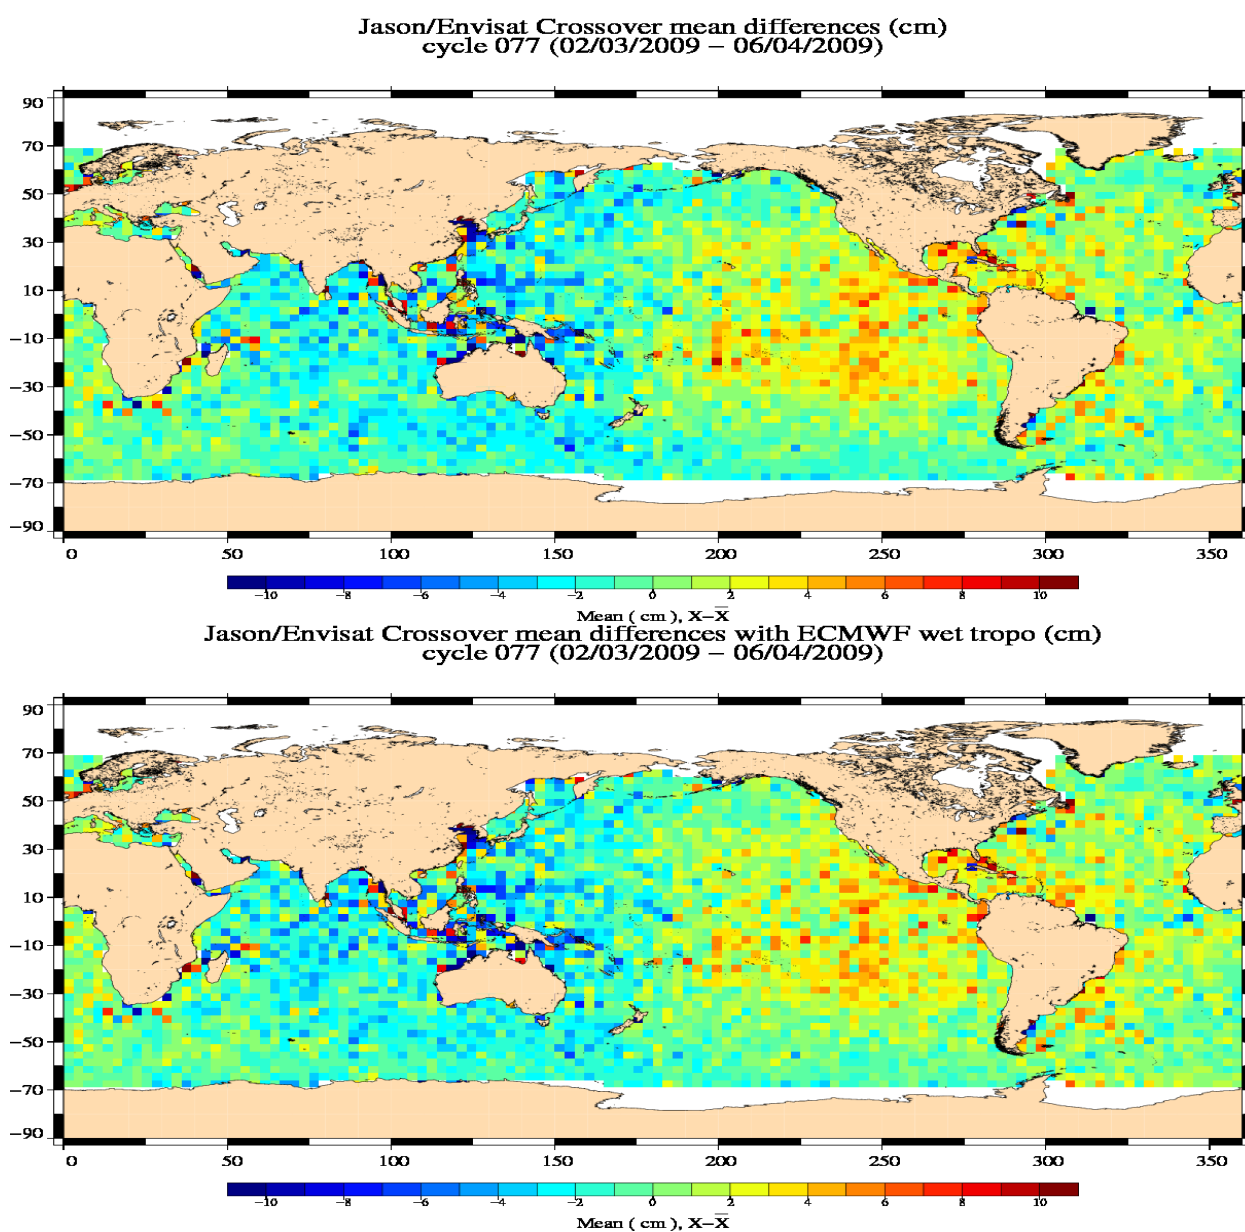 Jason/Envisat Crossover mean differences (cm)
cycle 077 (02/03/2009 − 06/04/2009)
90
70
50
30
10
−10
−30
−50
−70
−90
0 50 100 150 200 250 300 350
−10 −8 −6 −4 −2 0 2 4 6 8 10
Mean ( cm ), X−X̅
Jason/Envisat Crossover mean differences with ECMWF wet tropo (cm)
cycle 077 (02/03/2009 − 06/04/2009)
90
70
50
30
10
−10
−30
−50
−70
−90
0 50 100 150 200 250 300 350
−10 −8 −6 −4 −2 0 2 4 6 8 10
Mean ( cm ), X−X̅